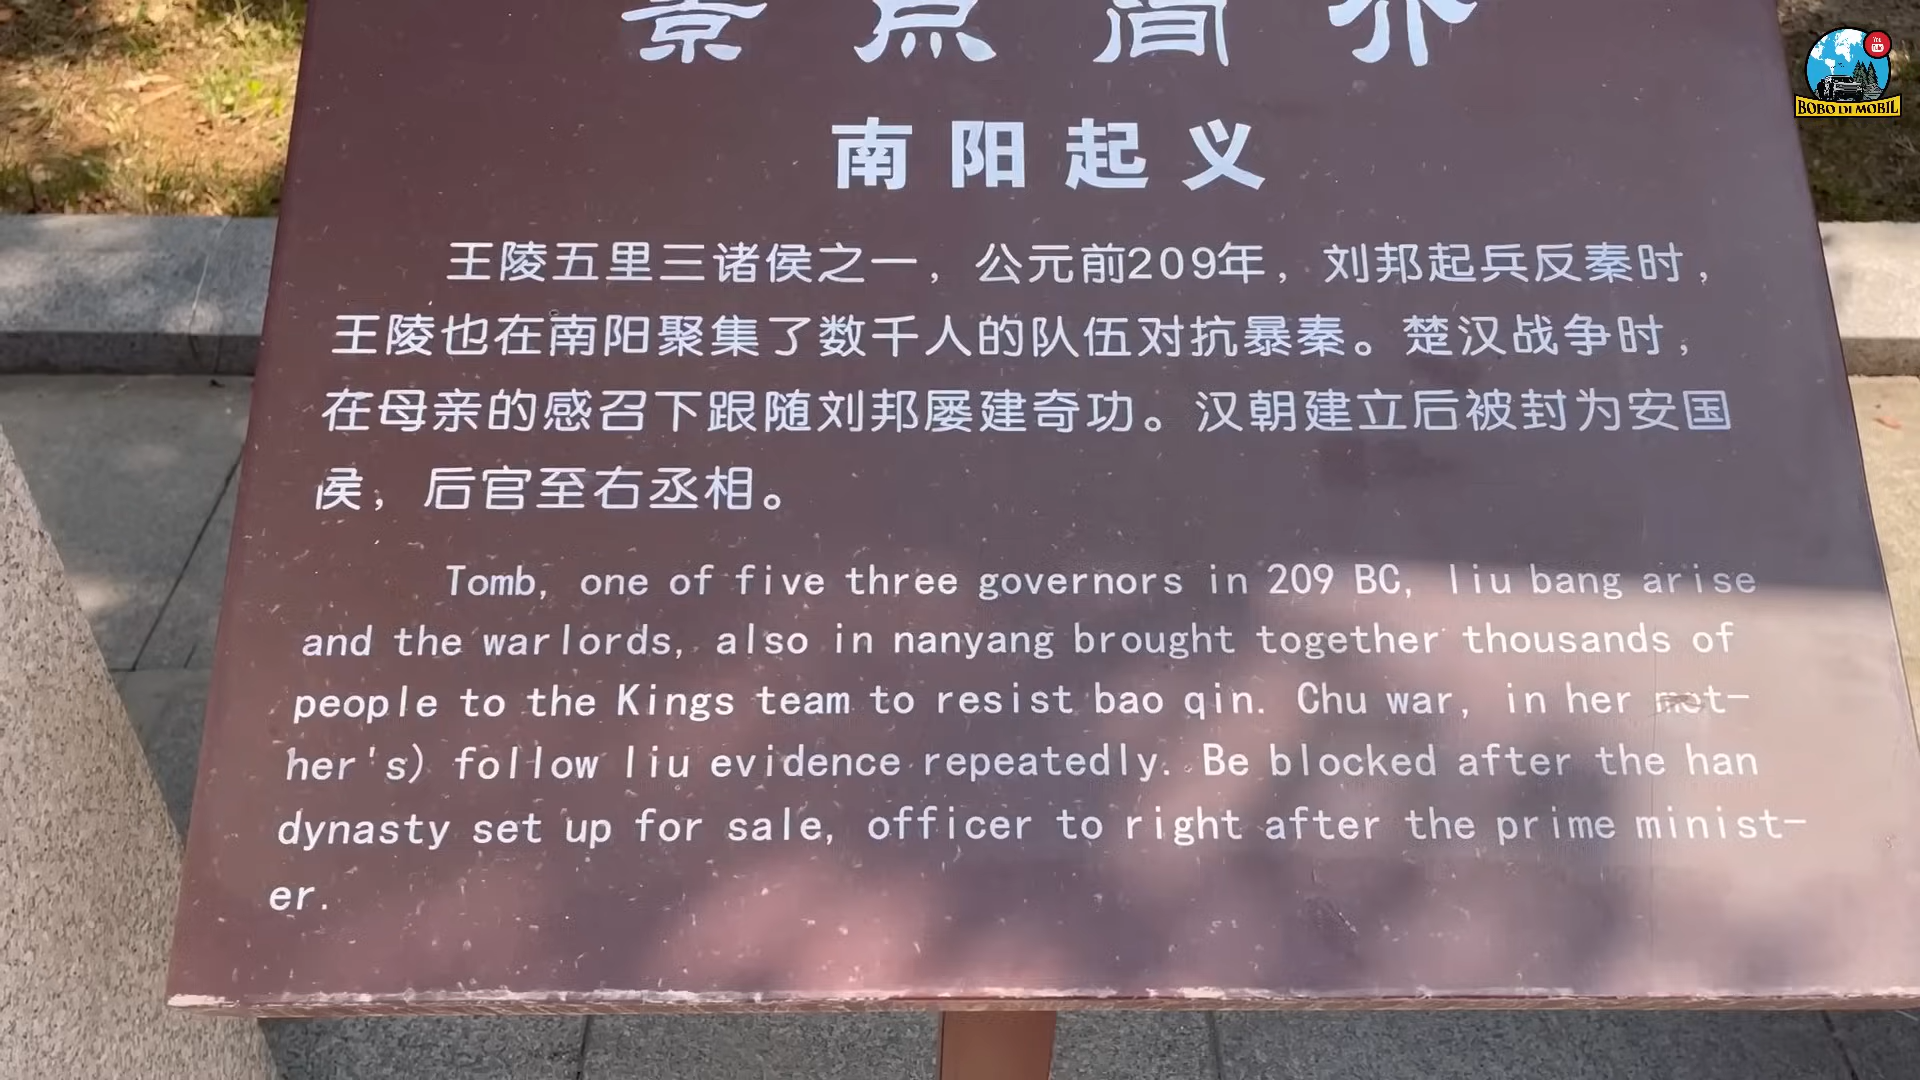 景点简介
BOBO DI MOBIL
南阳起义
王陵五里三诸侯之一，公元前209年，刘邦起兵反秦时，
王陵也在南阳聚集了数千人的队伍对抗暴秦。楚汉战争时，
在母亲的感召下跟随刘邦屡建奇功。汉朝建立后被封为安国
侯，后官至右丞相。
Tomb, one of five three governors in 209 BC, liu bang arise
and the warlords, also in nanyang brought together thousands of
people to the Kings team to resist bao qin. Chu war, in her mot-
her's) follow liu evidence repeatedly. Be blocked after the han
dynasty set up for sale, officer to right after the prime minist-
er.